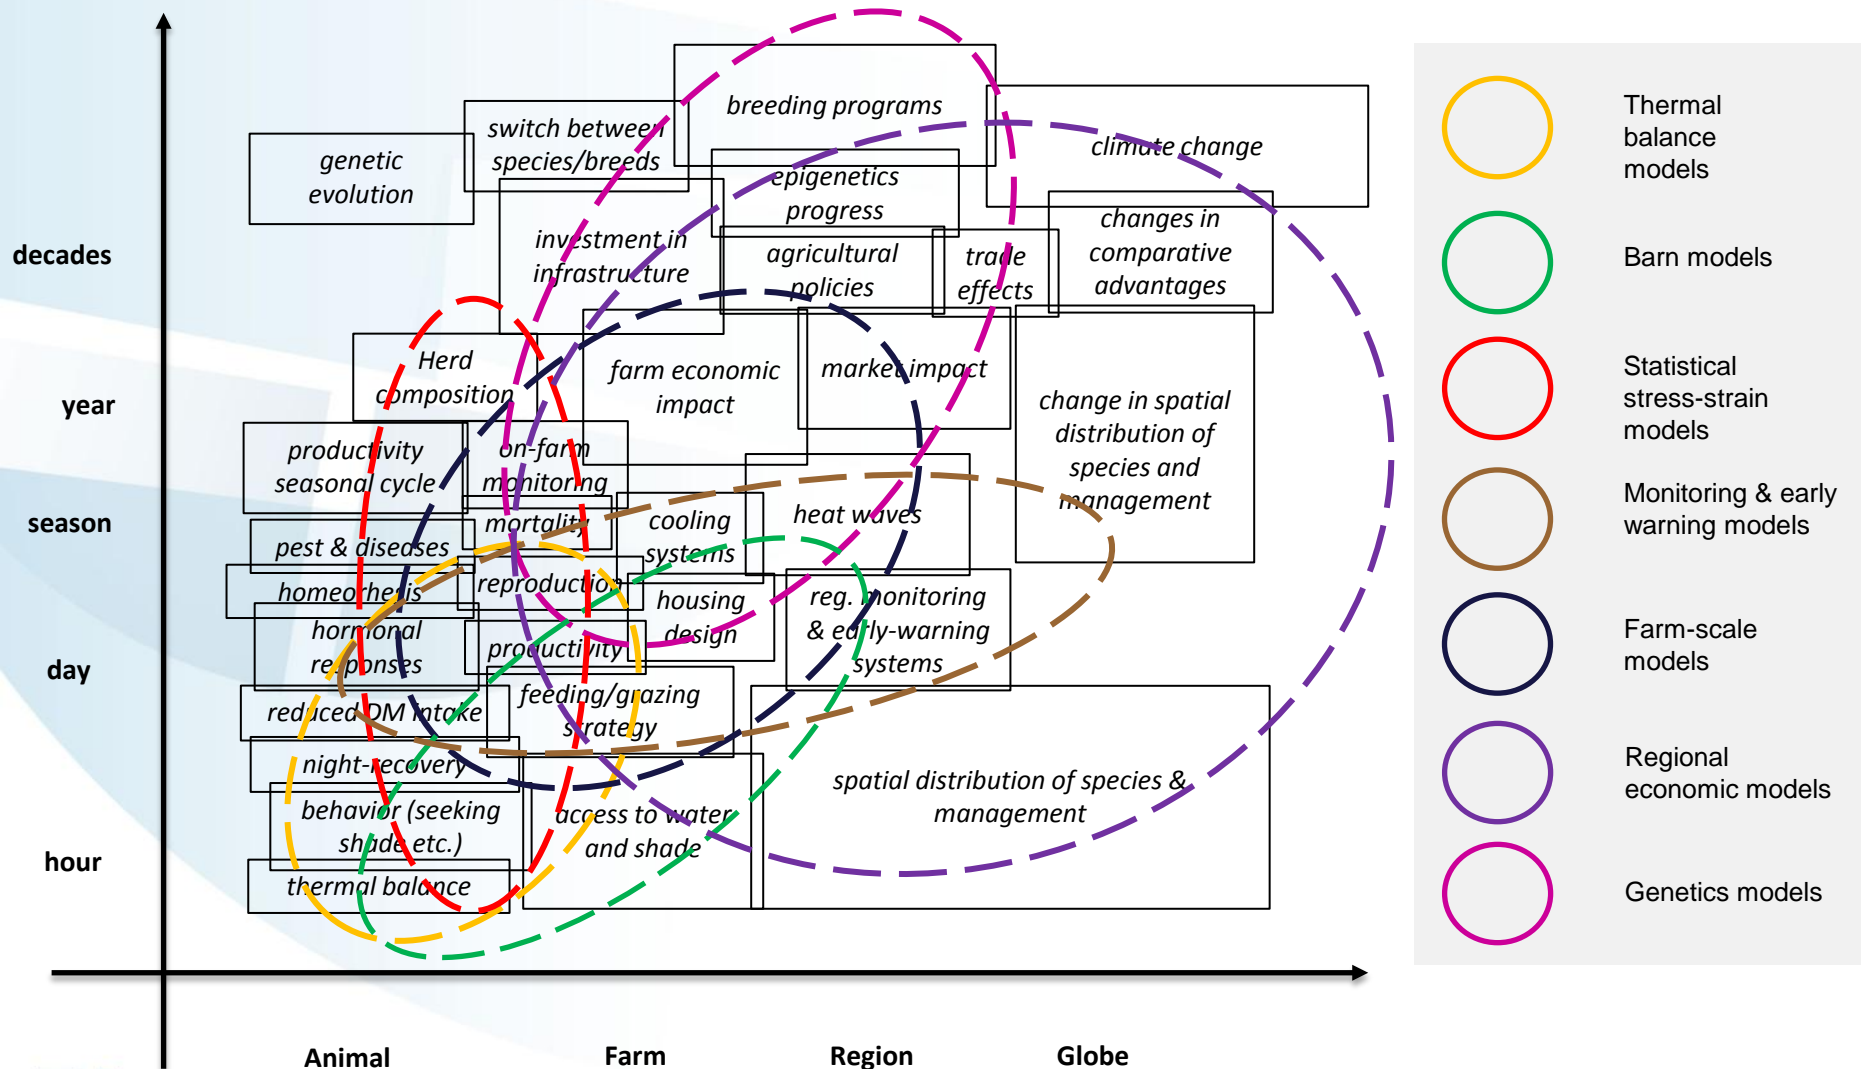 decades
year
season
day
hour
genetic
evolution
switch between
species/breeds
breeding programs
climate change
epigenetics
progress
investment in
infrastructure
agricultural
policies
trade
effects
changes in
comparative
advantages
Herd
composition
farm economic
impact
market impact
change in spatial
distribution of
species and
management
productivity
seasonal cycle
on-farm
monitoring
mortality
cooling
systems
heat waves
pest & diseases
reproduction
homeorhesis
housing
design
reg. monitoring
& early-warning
systems
hormonal
responses
productivity
feeding/grazing
strategy
reduced DM intake
night-recovery
behavior (seeking
shade etc.)
access to water
and shade
spatial distribution of species &
management
thermal balance
Animal
Farm
Region
Globe
Thermal
balance
models
Barn models
Statistical
stress-strain
models
Monitoring & early
warning models
Farm-scale
models
Regional
economic models
Genetics models